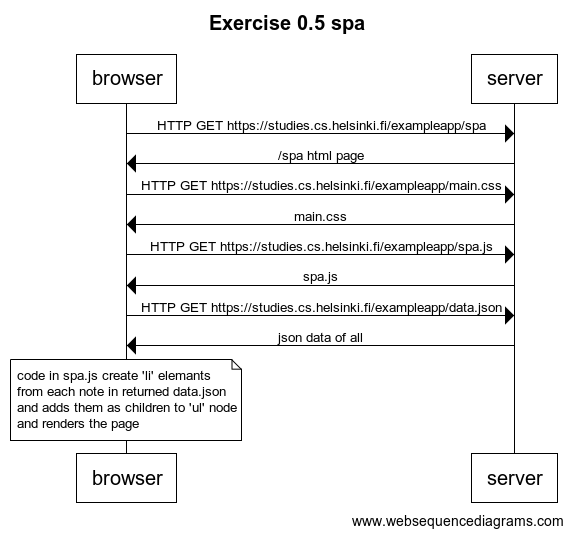 Exercise 0.5 spa
browser
server
HTTP GET https://studies.cs.helsinki.fi/exampleapp/spa
/spa html page
HTTP GET https://studies.cs.helsinki.fi/exampleapp/main.css
main.css
HTTP GET https://studies.cs.helsinki.fi/exampleapp/spa.js
spa.js
HTTP GET https://studies.cs.helsinki.fi/exampleapp/data.json
json data of all
code in spa.js create 'li' elemants
from each note in returned data.json
and adds them as children to 'ul' node
and renders the page
browser
server
www.websequencediagrams.com